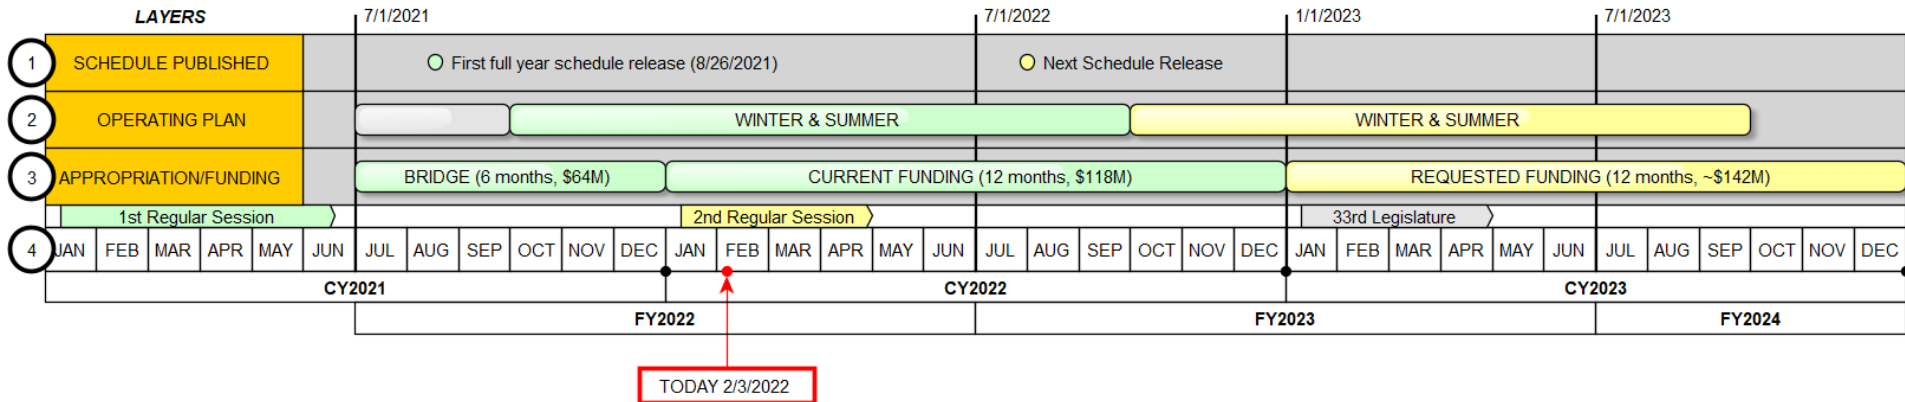 LAYERS
7/1/2021
7/1/2022
1/1/2023
7/1/2023
1
SCHEDULE PUBLISHED
First full year schedule release (8/26/2021)
Next Schedule Release
2
OPERATING PLAN
WINTER & SUMMER
WINTER & SUMMER
3
APPROPRIATION/FUNDING
BRIDGE (6 months, $64M)
CURRENT FUNDING (12 months, $118M)
REQUESTED FUNDING (12 months, ~$142M)
1st Regular Session
2nd Regular Session
33rd Legislature
4
JAN FEB MAR APR MAY JUN JUL AUG SEP OCT NOV DEC JAN FEB MAR APR MAY JUN JUL AUG SEP OCT NOV DEC JAN FEB MAR APR MAY JUN JUL AUG SEP OCT NOV DEC
CY2021
CY2022
CY2023
FY2022
FY2023
FY2024
TODAY 2/3/2022